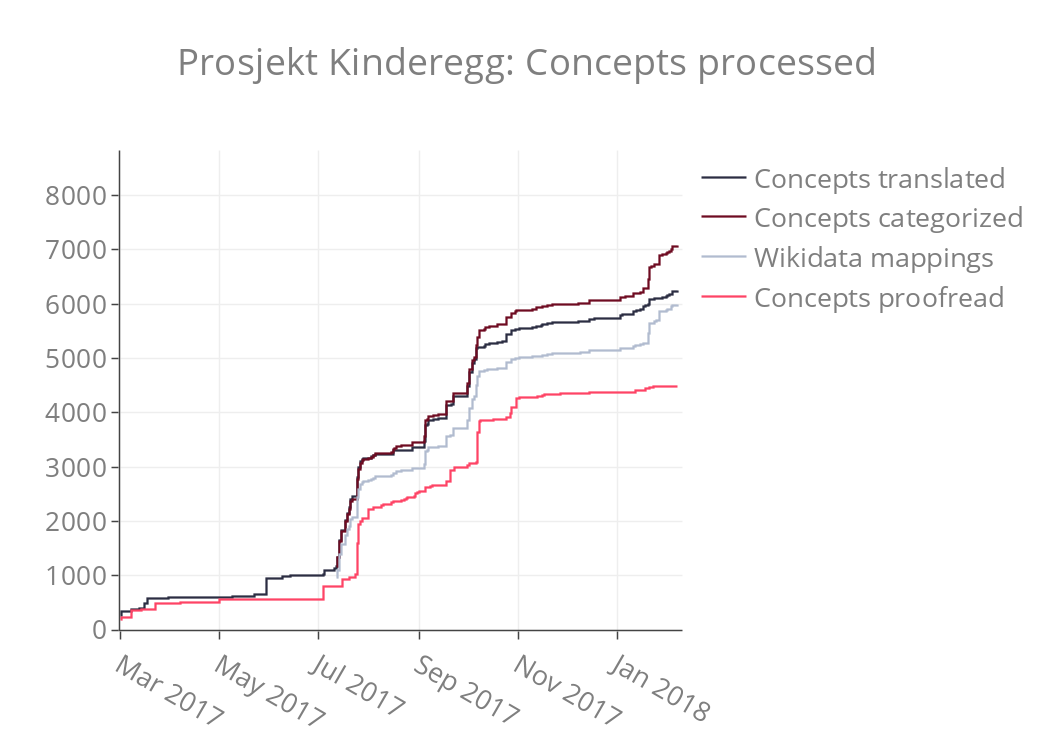 Prosjekt Kinderegg: Concepts processed
8000
7000
6000
5000
4000
3000
2000
1000
0
Mar 2017
May 2017
Jul 2017
Sep 2017
Nov 2017
Jan 2018
Concepts translated
Concepts categorized
Wikidata mappings
Concepts proofread